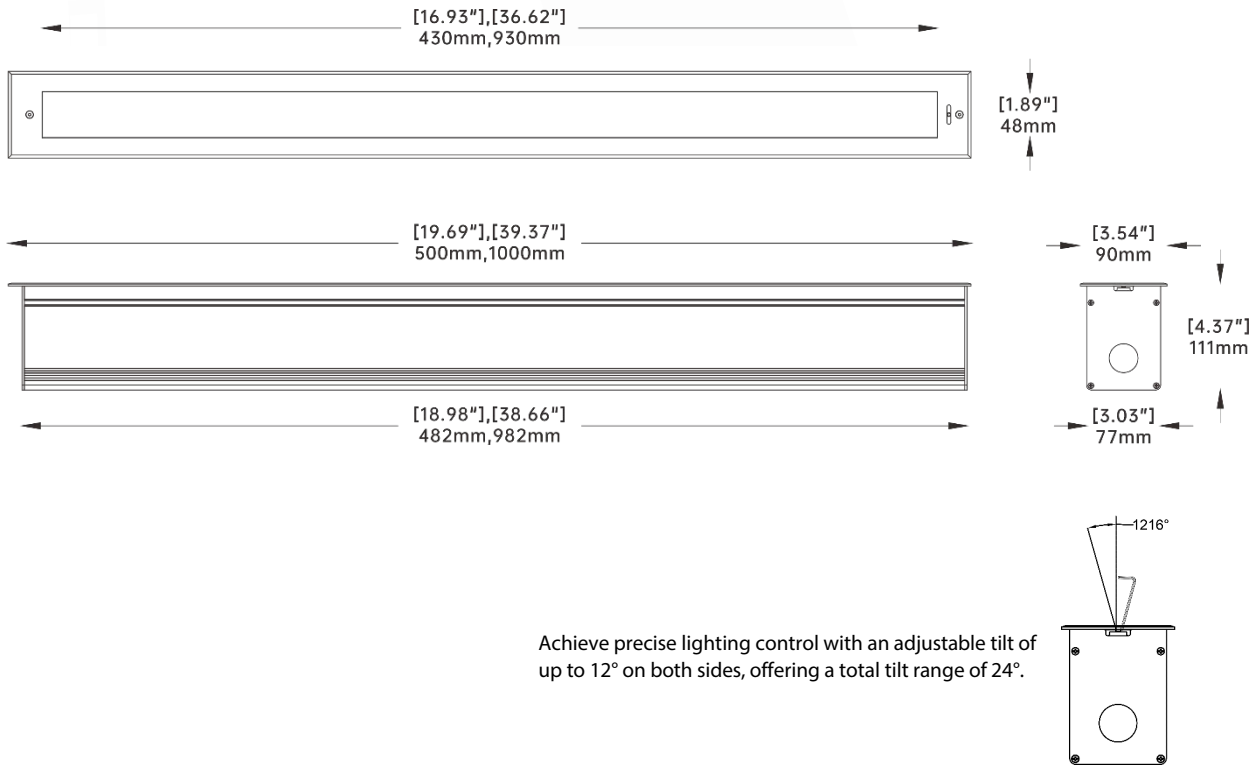 [16.93"],[36.62"]
430mm,930mm
[1.89"]
48mm
[19.69"],[39.37"]
500mm,1000mm
[3.54"]
90mm
[4.37"]
111mm
[18.98"],[38.66"]
482mm,982mm
[3.03"]
77mm
1216°
Achieve precise lighting control with an adjustable tilt of
up to 12° on both sides, offering a total tilt range of 24°.